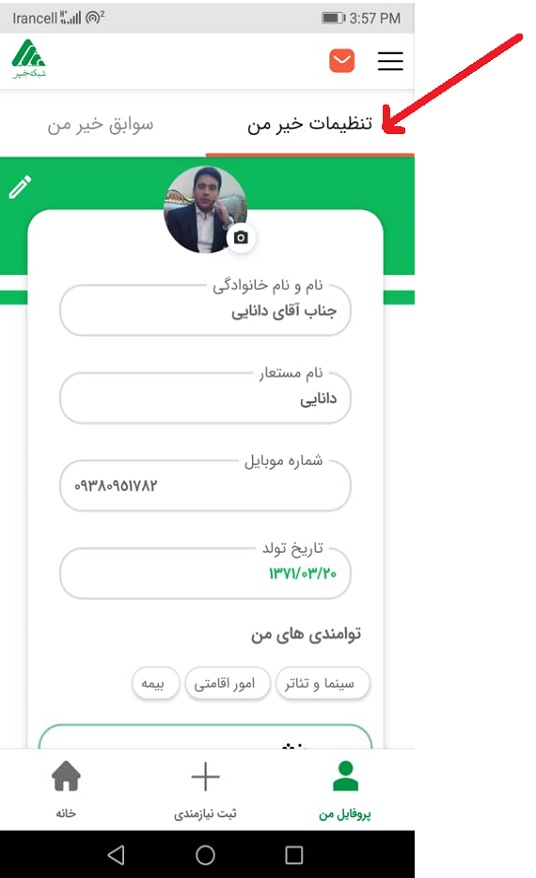 Irancell 3:57 PM
شبکه خیر
تنظیمات خیر من
سوابق خیر من
نام و نام خانوادگی
جناب آقای دانایی
نام مستعار
دانایی
شماره موبایل
۰۹۳۸۰۹۵۱۷۸۲
تاریخ تولد
۱۳۷۱/۰۳/۲۰
توامندی های من
سینما و تئاتر
امور اقامتی
بیمه
پروفایل من
ثبت نیازمندی
خانه